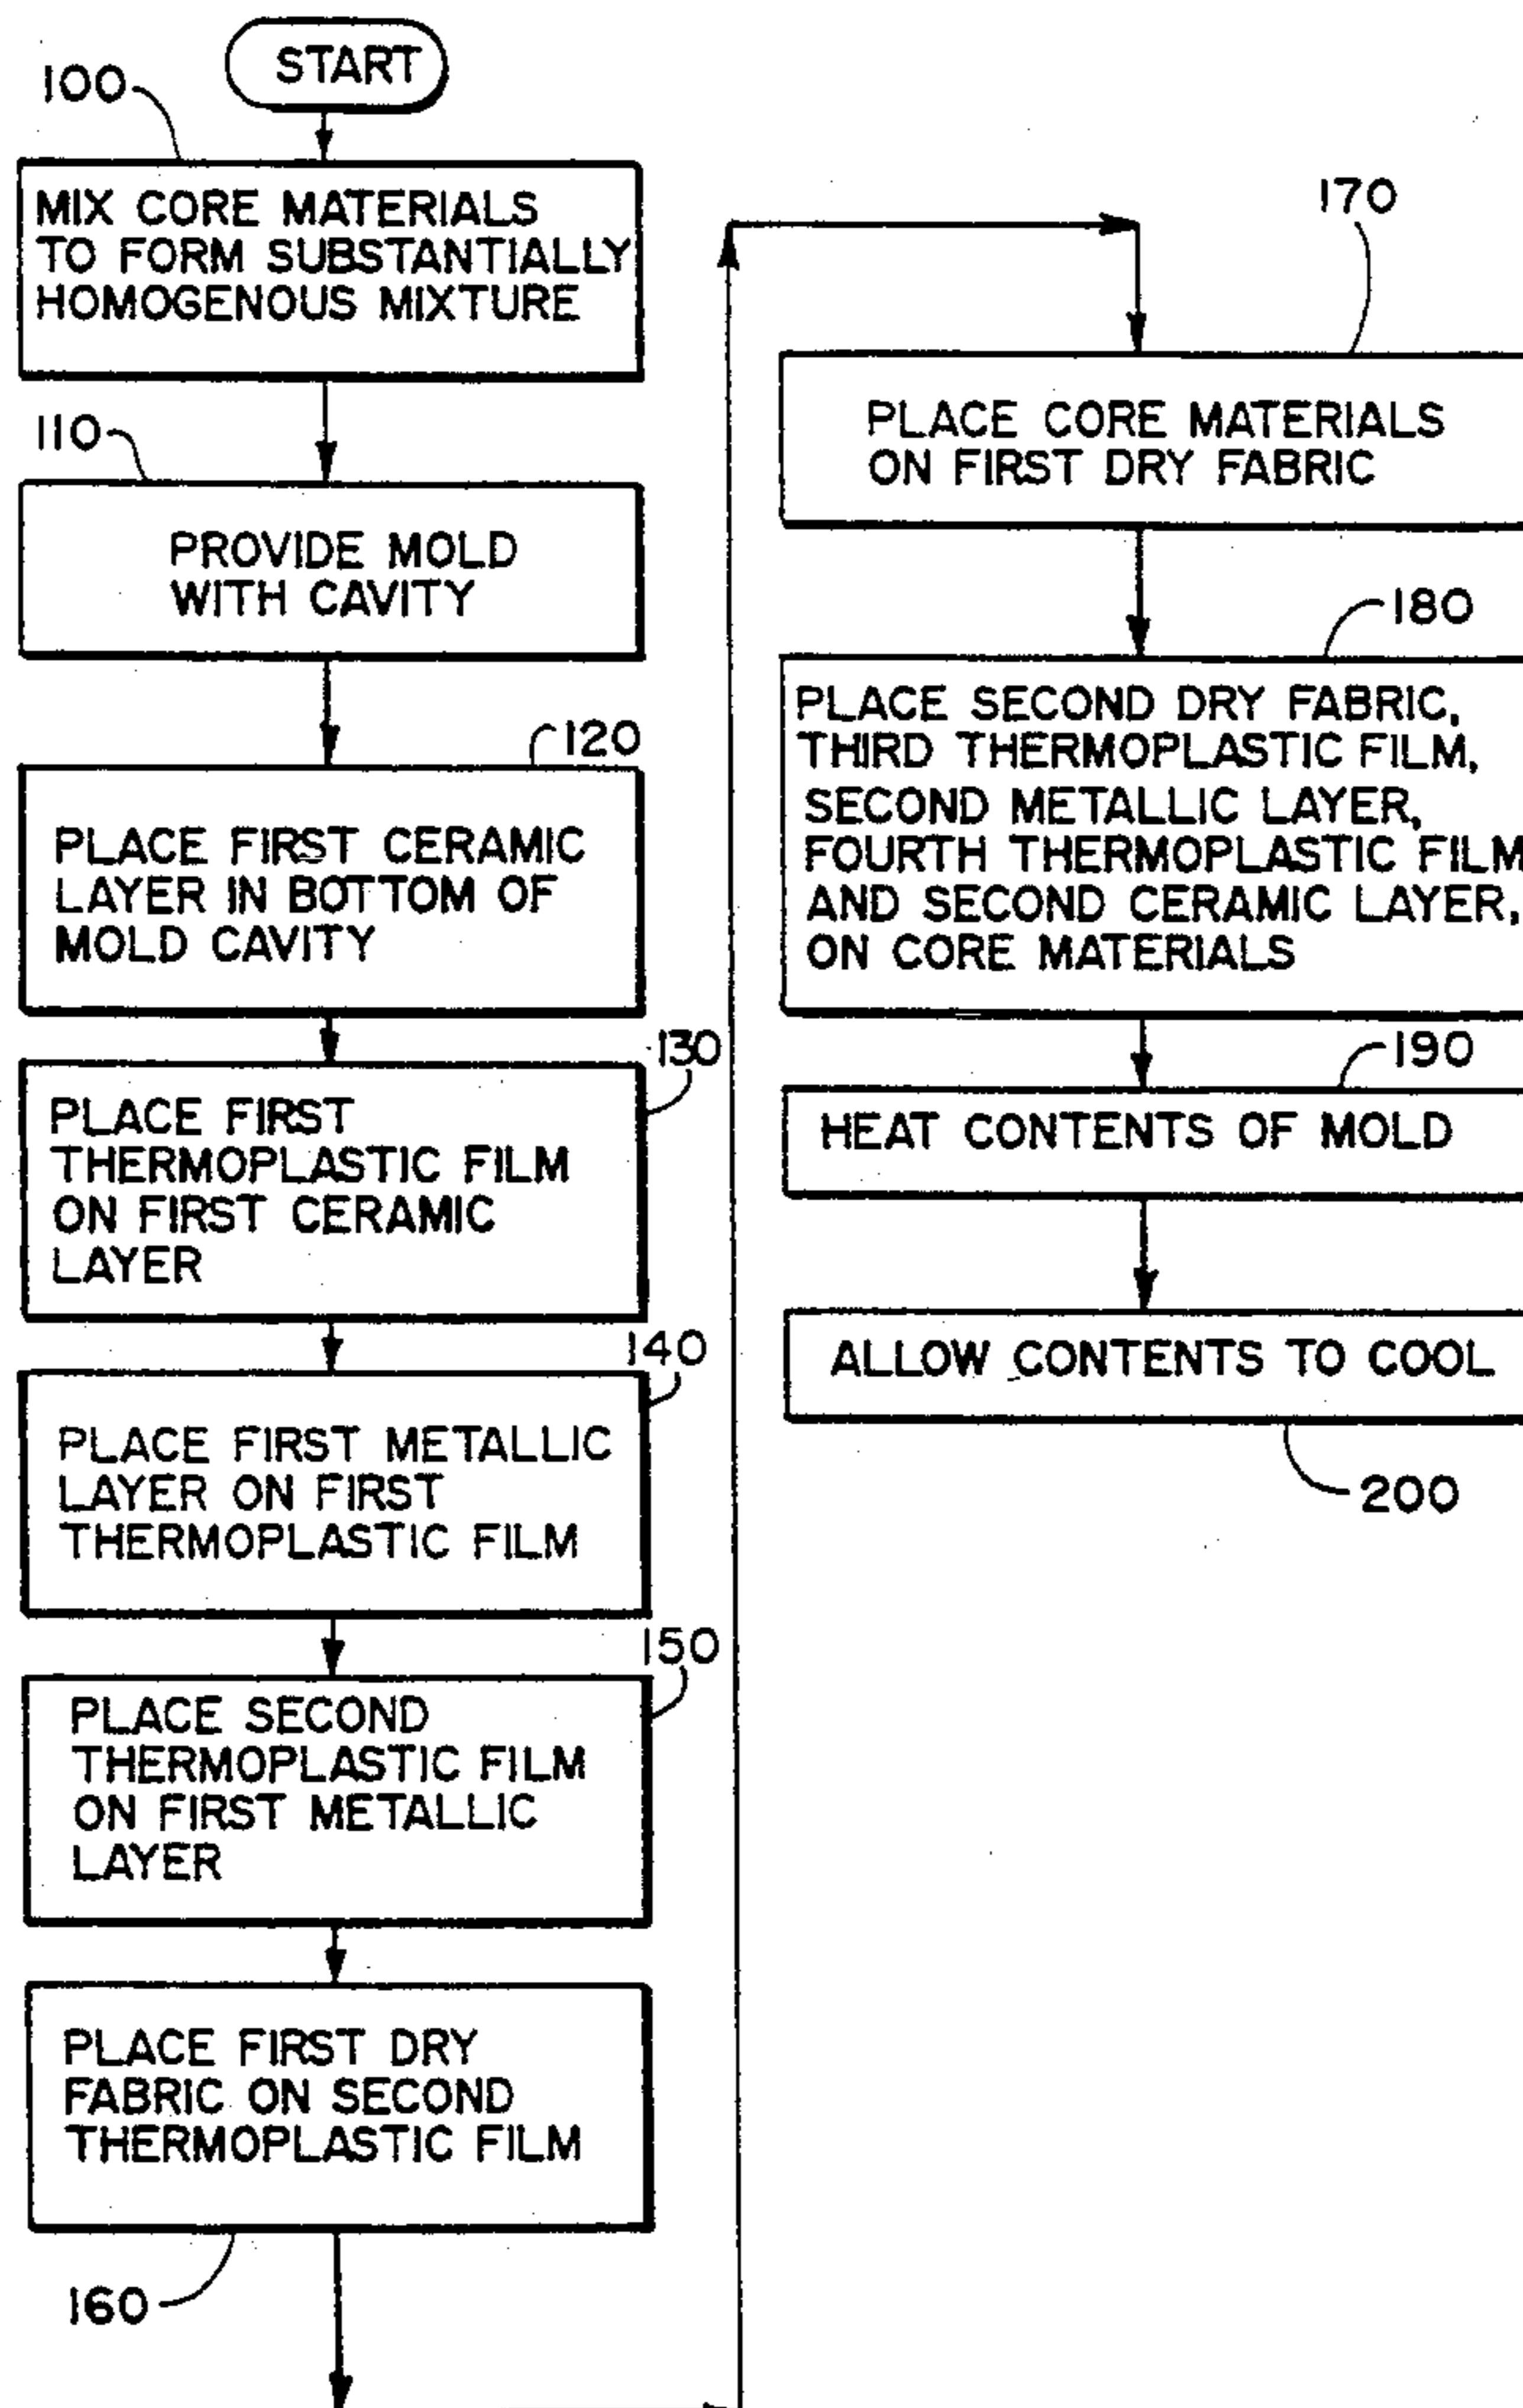 START
100
MIX CORE MATERIALS
TO FORM SUBSTANTIALLY
HOMOGENOUS MIXTURE
110
PROVIDE MOLD
WITH CAVITY
120
PLACE FIRST CERAMIC
LAYER IN BOTTOM OF
MOLD CAVITY
130
PLACE FIRST
THERMOPLASTIC FILM
ON FIRST CERAMIC
LAYER
140
PLACE FIRST METALLIC
LAYER ON FIRST
THERMOPLASTIC FILM
150
PLACE SECOND
THERMOPLASTIC FILM
ON FIRST METALLIC
LAYER
PLACE FIRST DRY
FABRIC ON SECOND
THERMOPLASTIC FILM
160
170
PLACE CORE MATERIALS
ON FIRST DRY FABRIC
180
PLACE SECOND DRY FABRIC,
THIRD THERMOPLASTIC FILM,
SECOND METALLIC LAYER,
FOURTH THERMOPLASTIC FILM
AND SECOND CERAMIC LAYER,
ON CORE MATERIALS
190
HEAT CONTENTS OF MOLD
ALLOW CONTENTS TO COOL
200